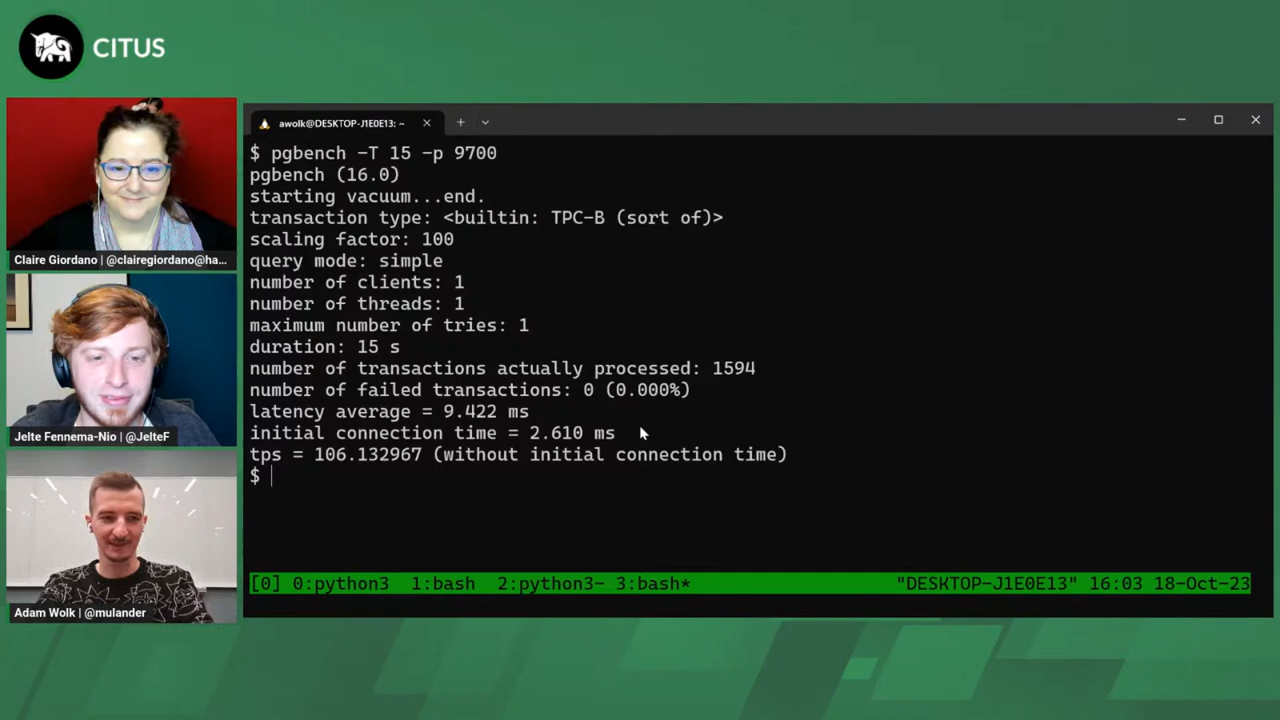 CITUS
Claire Giordano | @clairegiordano@ha...
Jelte Fennema-Nio | @JelteF
Adam Wolk | @mulander
awolk@DESKTOP-J1E0E13: ~
$ pgbench -T 15 -p 9700
pgbench (16.0)
starting vacuum...end.
transaction type: <builtin: TPC-B (sort of)>
scaling factor: 100
query mode: simple
number of clients: 1
number of threads: 1
maximum number of tries: 1
duration: 15 s
number of transactions actually processed: 1594
number of failed transactions: 0 (0.000%)
latency average = 9.422 ms
initial connection time = 2.610 ms
tps = 106.132967 (without initial connection time)
$
[0] 0:python3  1:bash  2:python3- 3:bash* "DESKTOP-J1E0E13" 16:03 18-Oct-23